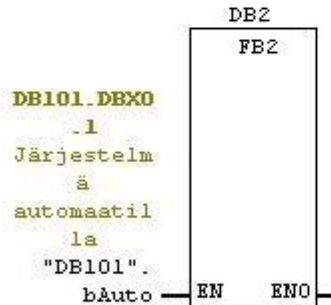 DB2
FB2
DB101.DBX0
.1
Järjestelm
ä
automaatil
la
"DB101".
bAuto
EN ENO